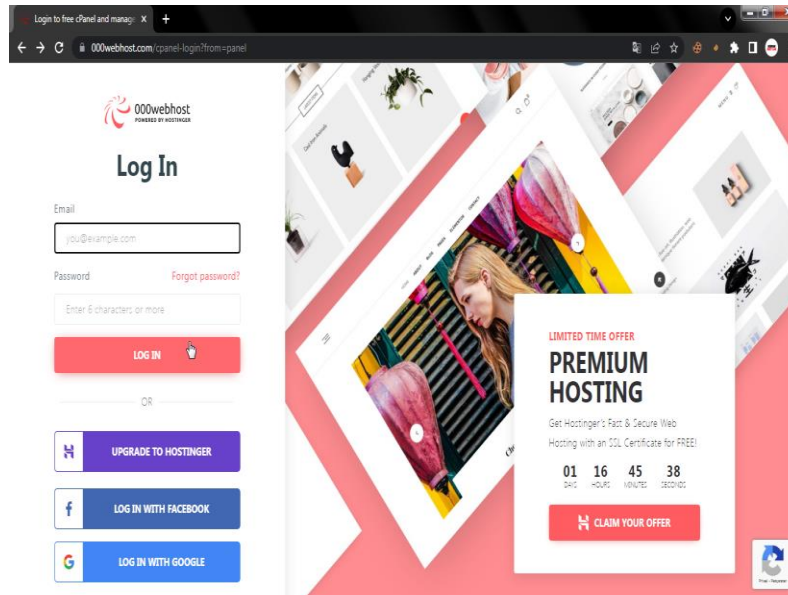 Login to free cPanel and manage
000webhost.com/cpanel-login?from=panel
000webhost
POWERED BY HOSTINGER
Log In
Email
you@example.com
Password
Forgot password?
Enter 6 characters or more
LOG IN
OR
UPGRADE TO HOSTINGER
LOG IN WITH FACEBOOK
LOG IN WITH GOOGLE
LIMITED TIME OFFER
PREMIUM
HOSTING
Get Hostinger's Fast & Secure Web
Hosting with an SSL Certificate for FREE!
01 16 45 38
DAYS HOURS MINUTES SECONDS
CLAIM YOUR OFFER